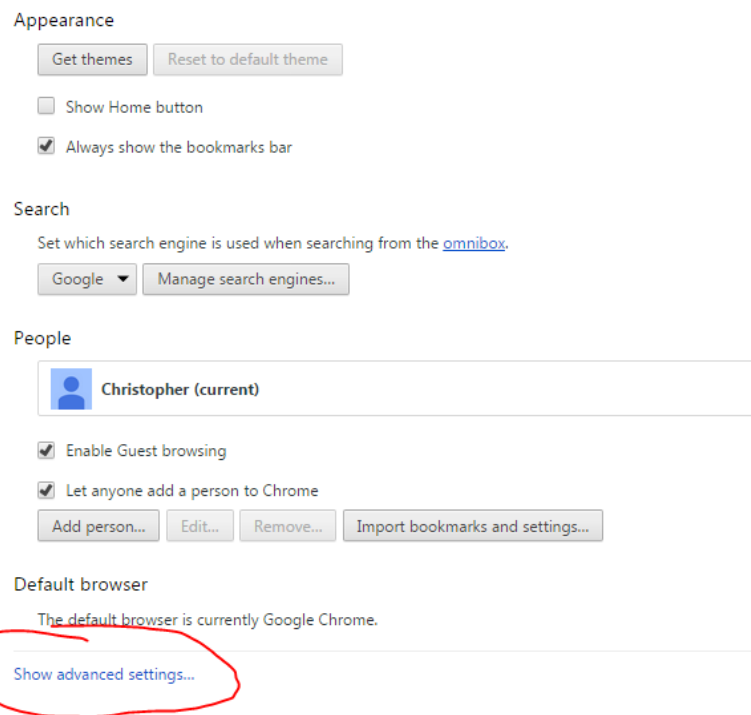 Appearance
Get themes Reset to default theme
Show Home button
Always show the bookmarks bar
Search
Set which search engine is used when searching from the omnibox.
Google Manage search engines...
People
Christopher (current)
Enable Guest browsing
Let anyone add a person to Chrome
Add person... Edit... Remove... Import bookmarks and settings...
Default browser
The default browser is currently Google Chrome.
Show advanced settings...